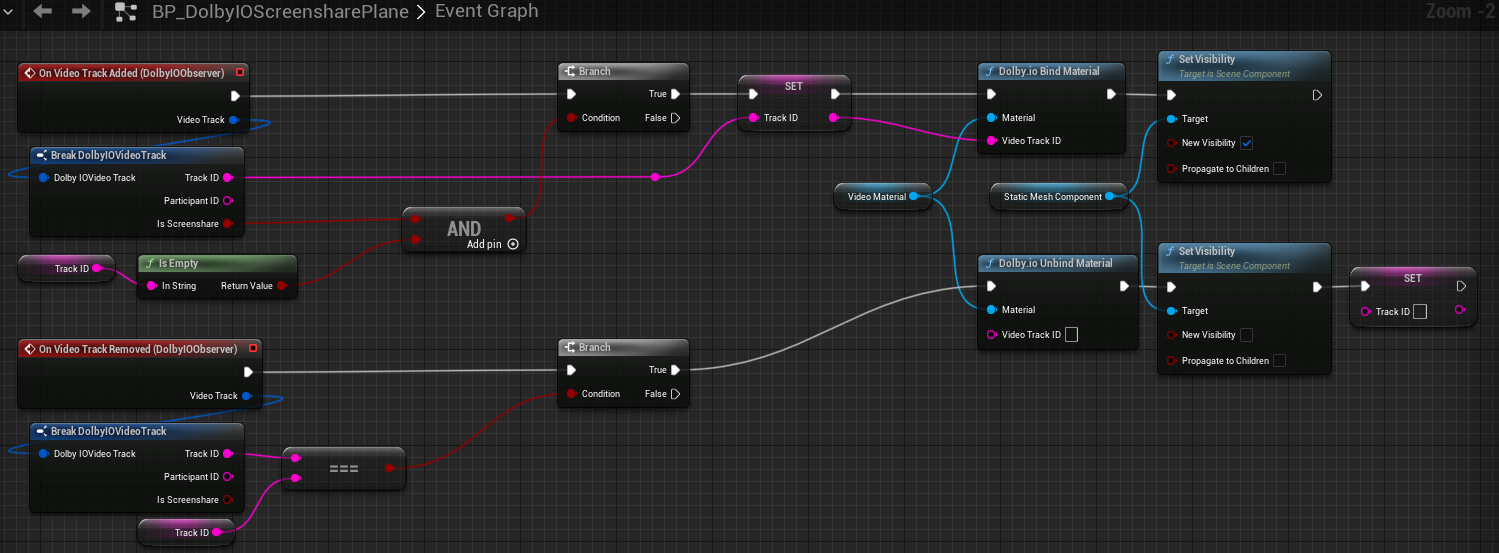 BP_DolbyIOScreensharePlane > Event Graph
Zoom -2
On Video Track Added (DolbyIOObserver)
Video Track
Break DolbyIOVideoTrack
Dolby IOVideo Track
Track ID
Participant ID
Is Screenshare
Track ID
Is Empty
In String
Return Value
AND
Add pin
Branch
True
Condition
False
SET
Track ID
Dolby.io Bind Material
Material
Video Track ID
Set Visibility
Target is Scene Component
Target
New Visibility
Propagate to Children
Video Material
Static Mesh Component
On Video Track Removed (DolbyIOObserver)
Video Track
Break DolbyIOVideoTrack
Dolby IOVideo Track
Track ID
Participant ID
Is Screenshare
Track ID
===
Branch
True
Condition
False
Dolby.io Unbind Material
Material
Video Track ID
Set Visibility
Target is Scene Component
Target
New Visibility
Propagate to Children
SET
Track ID